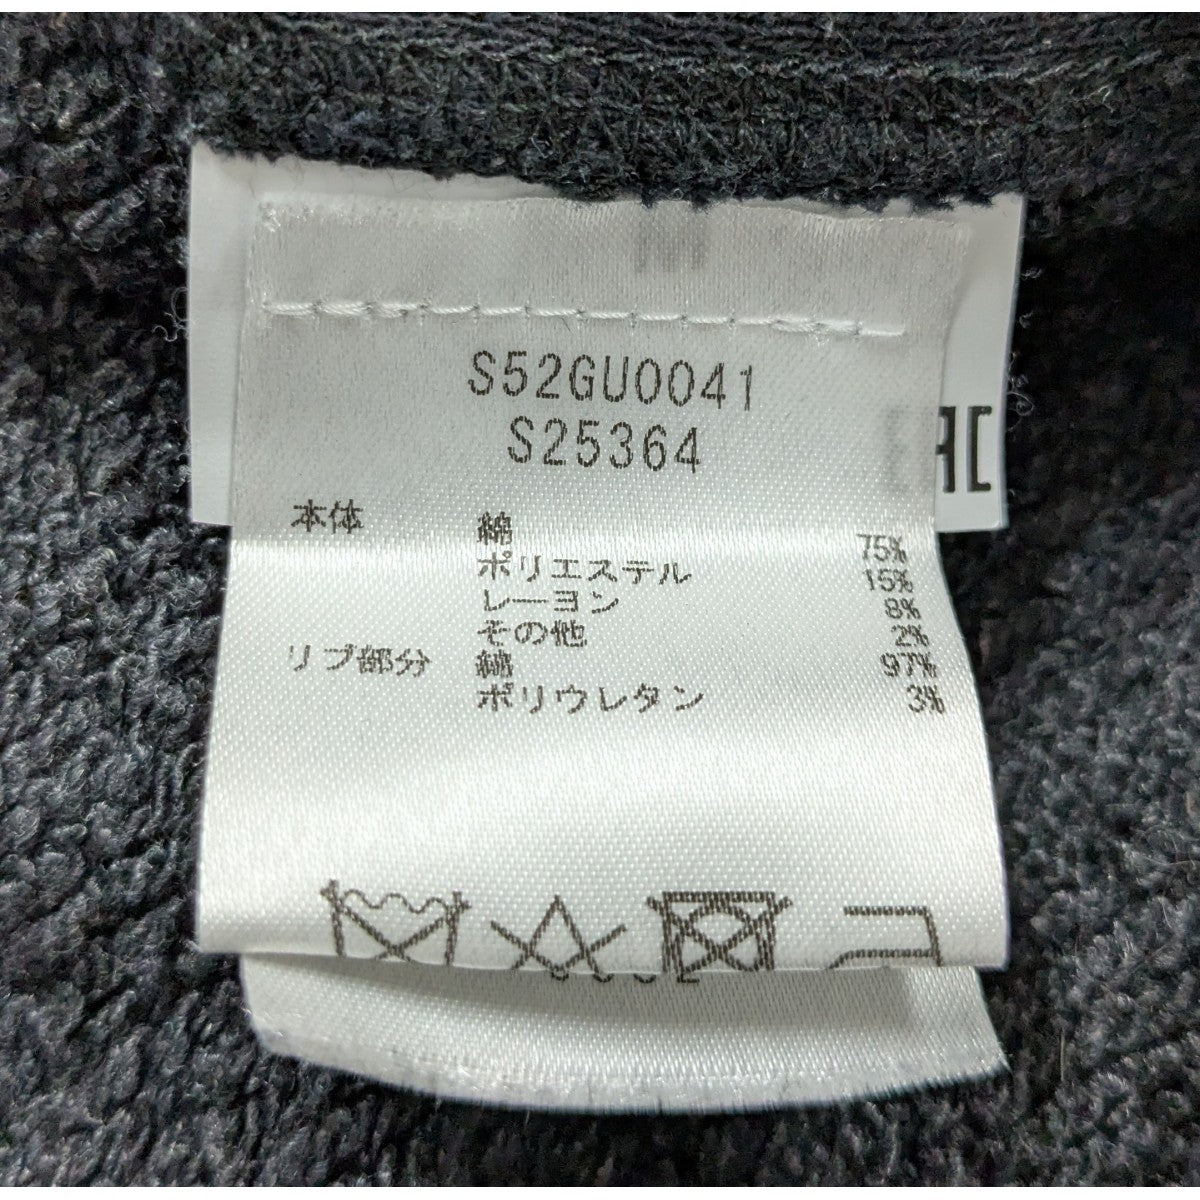 S52GU0041
S25364
本体 綿 75%
ポリエステル 15%
レーヨン 8%
その他 2%
リブ部分 綿 97%
ポリウレタン 3%